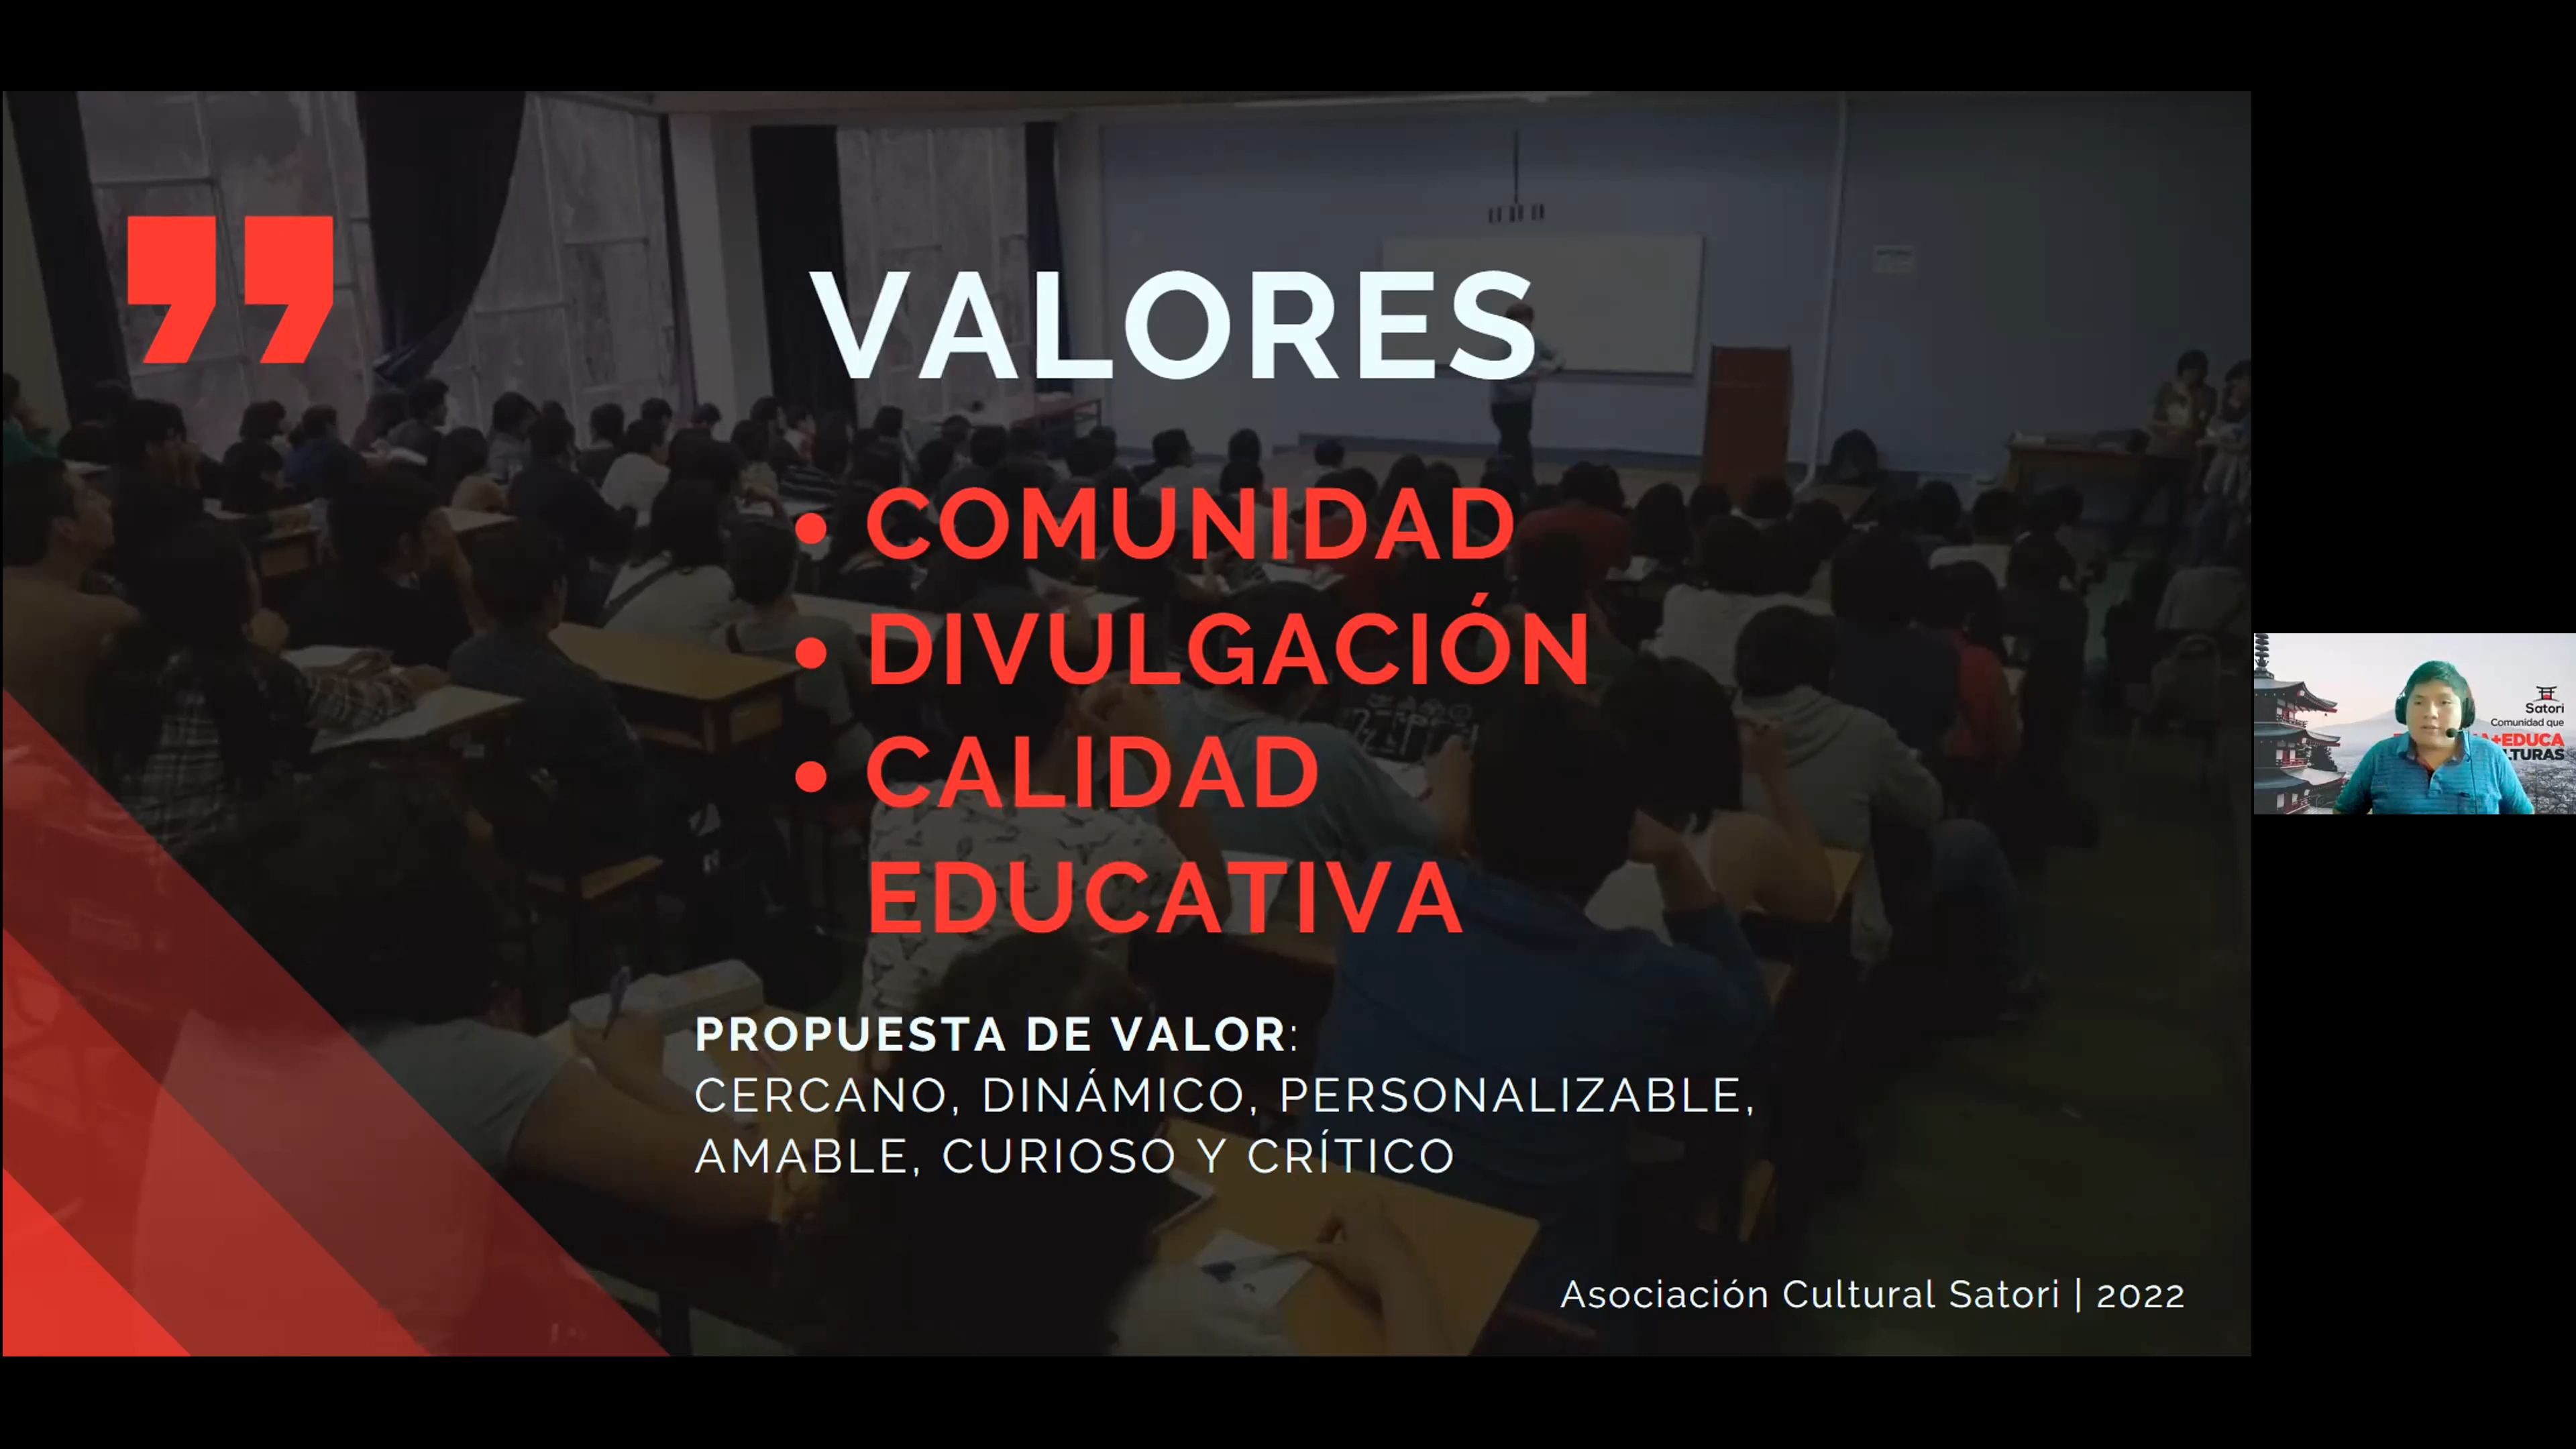 VALORES
• COMUNIDAD
• DIVULGACIÓN
• CALIDAD
EDUCATIVA
PROPUESTA DE VALOR:
CERCANO, DINÁMICO, PERSONALIZABLE,
AMABLE, CURIOSO Y CRÍTICO
Asociación Cultural Satori | 2022
Satori
Comunidad que
+EDUCA